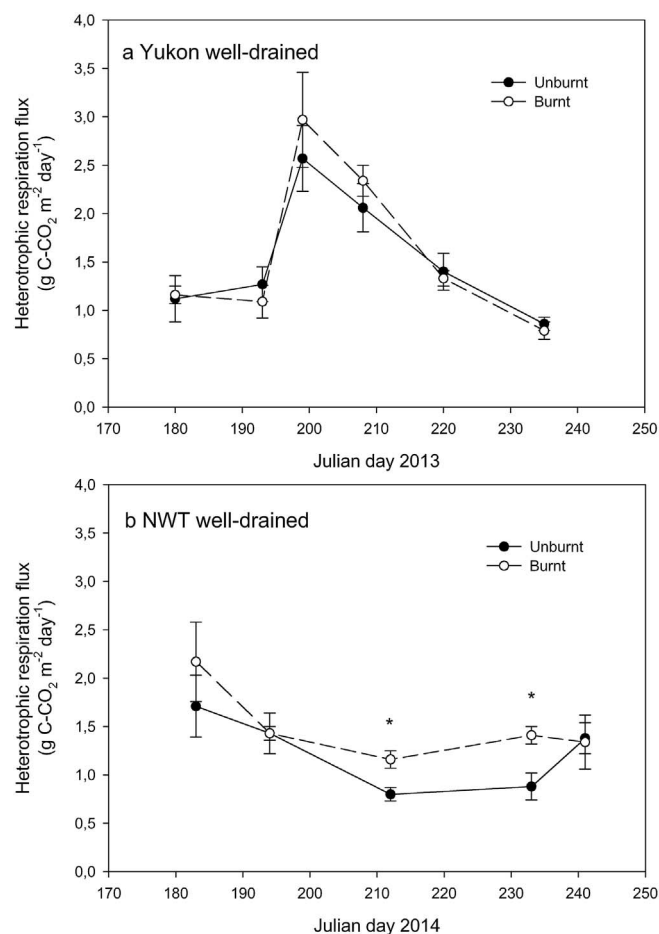 a Yukon well-drained
Unburnt
Burnt
Heterotrophic respiration flux
(g C-CO₂ m⁻² day⁻¹)
4,0
3,5
3,0
2,5
2,0
1,5
1,0
0,5
0,0
170 180 190 200 210 220 230 240 250
Julian day 2013
b NWT well-drained
Unburnt
Burnt
Heterotrophic respiration flux
(g C-CO₂ m⁻² day⁻¹)
4,0
3,5
3,0
2,5
2,0
1,5
1,0
0,5
0,0
* *
170 180 190 200 210 220 230 240 250
Julian day 2014